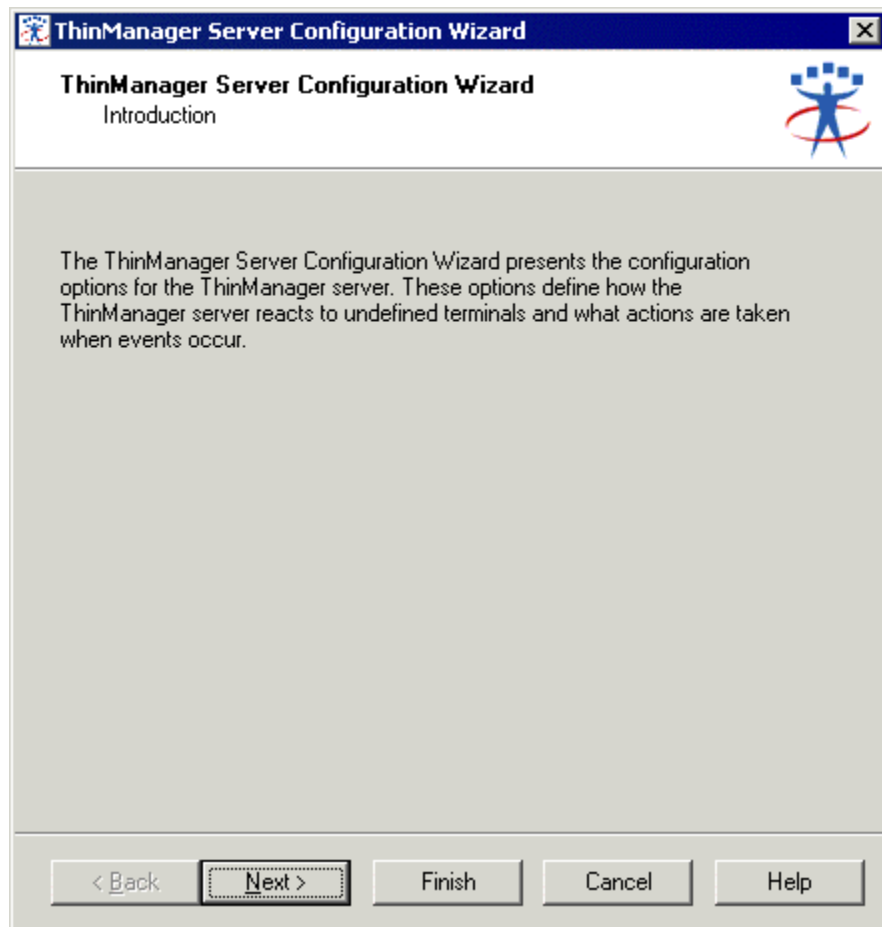 ThinManager Server Configuration Wizard
ThinManager Server Configuration Wizard
Introduction
The ThinManager Server Configuration Wizard presents the configuration
options for the ThinManager server. These options define how the
ThinManager server reacts to undefined terminals and what actions are taken
when events occur.
< Back Next > Finish Cancel Help